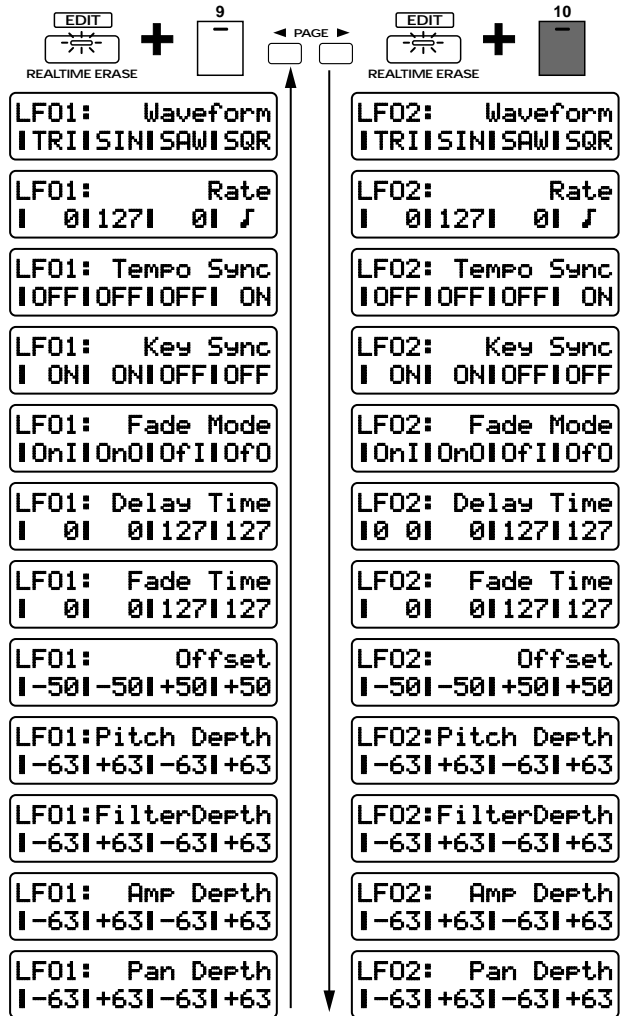 EDIT
REALTIME ERASE
9
PAGE
EDIT
REALTIME ERASE
10
LFO1: Waveform
TRI SIN SAW SQR
LFO1: Rate
0 127 0 ♪
LFO1: Tempo Sync
OFF OFF OFF ON
LFO1: Key Sync
ON ON OFF OFF
LFO1: Fade Mode
OnI OnO OfI OfO
LFO1: Delay Time
0 0 127 127
LFO1: Fade Time
0 0 127 127
LFO1: Offset
-50 -50 +50 +50
LFO1:Pitch Depth
-63 +63 -63 +63
LFO1:FilterDepth
-63 +63 -63 +63
LFO1: Amp Depth
-63 +63 -63 +63
LFO1: Pan Depth
-63 +63 -63 +63
LFO2: Waveform
TRI SIN SAW SQR
LFO2: Rate
0 127 0 ♪
LFO2: Tempo Sync
OFF OFF OFF ON
LFO2: Key Sync
ON ON OFF OFF
LFO2: Fade Mode
OnI OnO OfI OfO
LFO2: Delay Time
0 0 0 127 127
LFO2: Fade Time
0 0 127 127
LFO2: Offset
-50 -50 +50 +50
LFO2:Pitch Depth
-63 +63 -63 +63
LFO2:FilterDepth
-63 +63 -63 +63
LFO2: Amp Depth
-63 +63 -63 +63
LFO2: Pan Depth
-63 +63 -63 +63